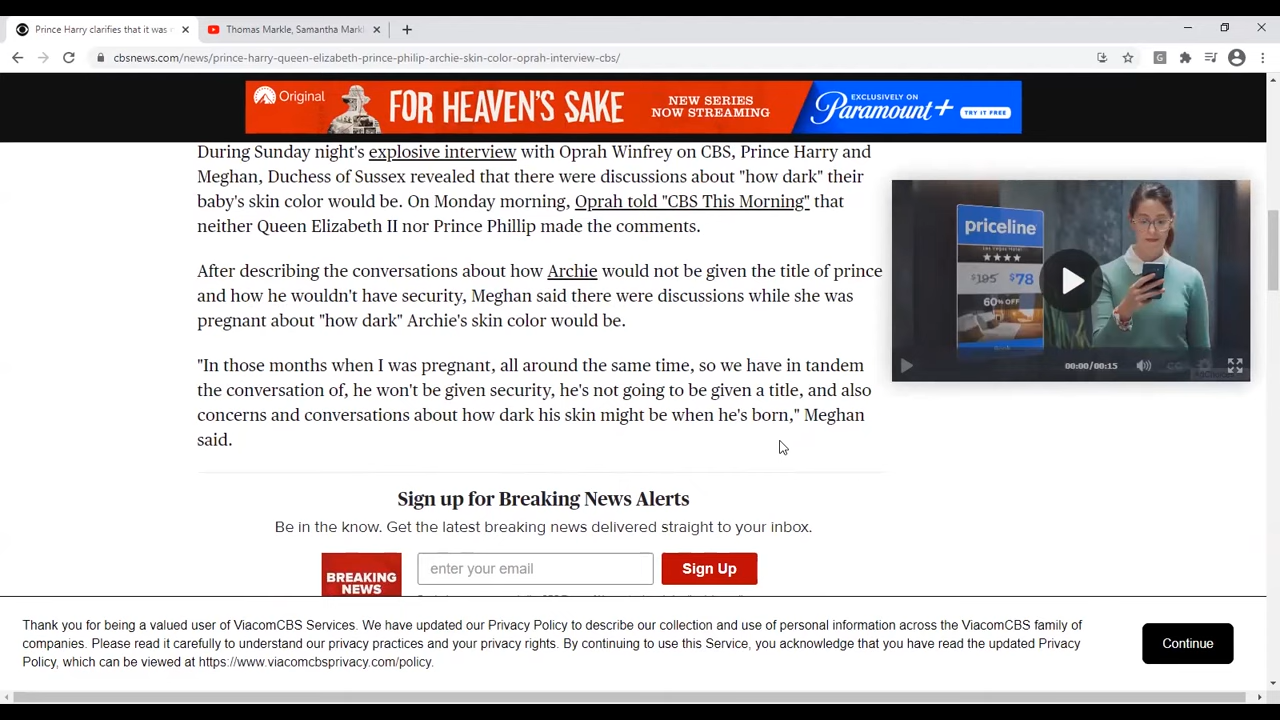 Prince Harry clarifies that it was n
Thomas Markle, Samantha Markl
cbsnews.com/news/prince-harry-queen-elizabeth-prince-philip-archie-skin-color-oprah-interview-cbs/
Original
FOR HEAVEN'S SAKE
NEW SERIES
NOW STREAMING
EXCLUSIVELY ON
Paramount+
TRY IT FREE
During Sunday night's explosive interview with Oprah Winfrey on CBS, Prince Harry and
Meghan, Duchess of Sussex revealed that there were discussions about "how dark" their
baby's skin color would be. On Monday morning, Oprah told "CBS This Morning" that
neither Queen Elizabeth II nor Prince Phillip made the comments.
After describing the conversations about how Archie would not be given the title of prince
and how he wouldn't have security, Meghan said there were discussions while she was
pregnant about "how dark" Archie's skin color would be.
"In those months when I was pregnant, all around the same time, so we have in tandem
the conversation of, he won't be given security, he's not going to be given a title, and also
concerns and conversations about how dark his skin might be when he's born," Meghan
said.
priceline
$195 $78
60% OFF
00:00/00:15
CC
Sign up for Breaking News Alerts
Be in the know. Get the latest breaking news delivered straight to your inbox.
BREAKING
NEWS
enter your email
Sign Up
Thank you for being a valued user of ViacomCBS Services. We have updated our Privacy Policy to describe our collection and use of personal information across the ViacomCBS family of
companies. Please read it carefully to understand our privacy practices and your privacy rights. By continuing to use this Service, you acknowledge that you have read the updated Privacy
Policy, which can be viewed at https://www.viacomcbsprivacy.com/policy.
Continue